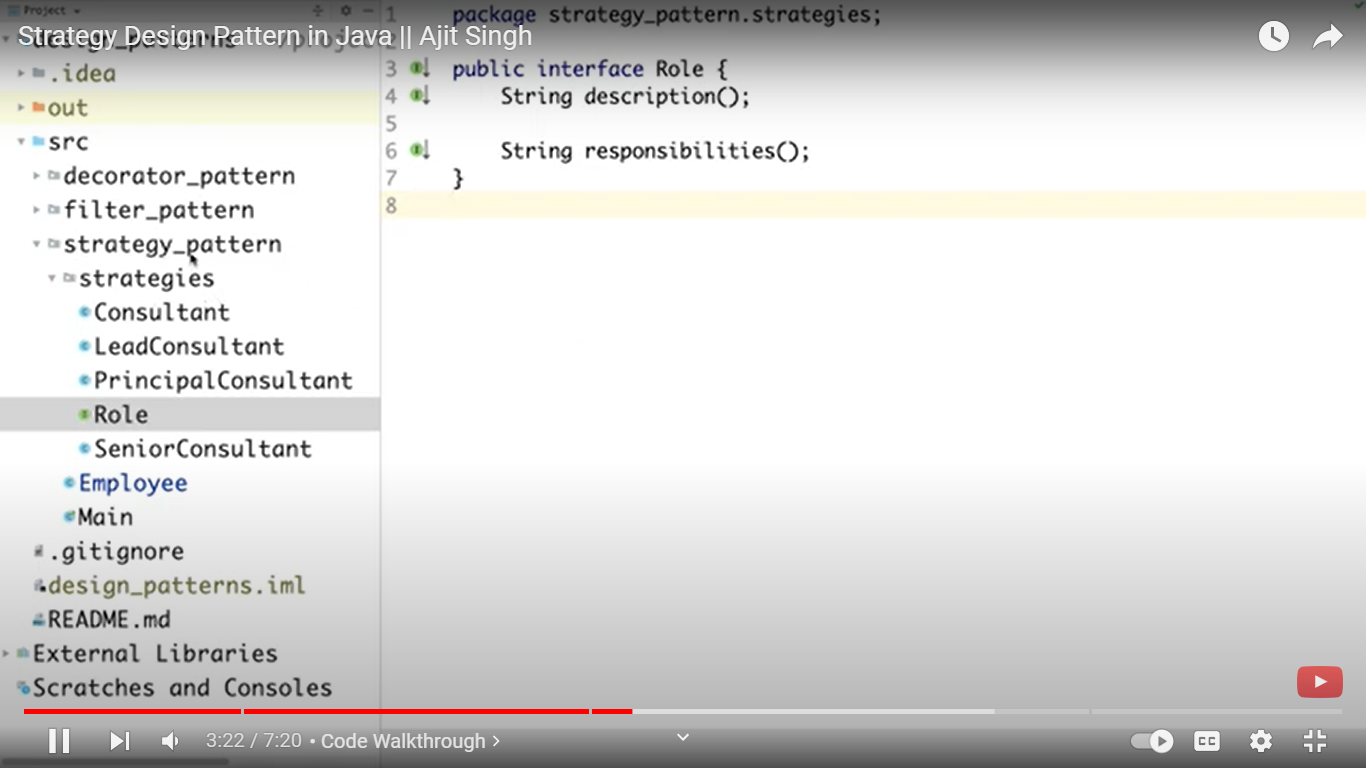 Project
Strategy Design Pattern in Java || Ajit Singh
.idea
out
src
decorator_pattern
filter_pattern
strategy_pattern
strategies
Consultant
LeadConsultant
PrincipalConsultant
Role
SeniorConsultant
Employee
Main
.gitignore
design_patterns.iml
README.md
External Libraries
Scratches and Consoles
1 package strategy_pattern.strategies;
3 public interface Role {
4 String description();
5
6 String responsibilities();
7 }
8
3:22 / 7:20 • Code Walkthrough >
CC